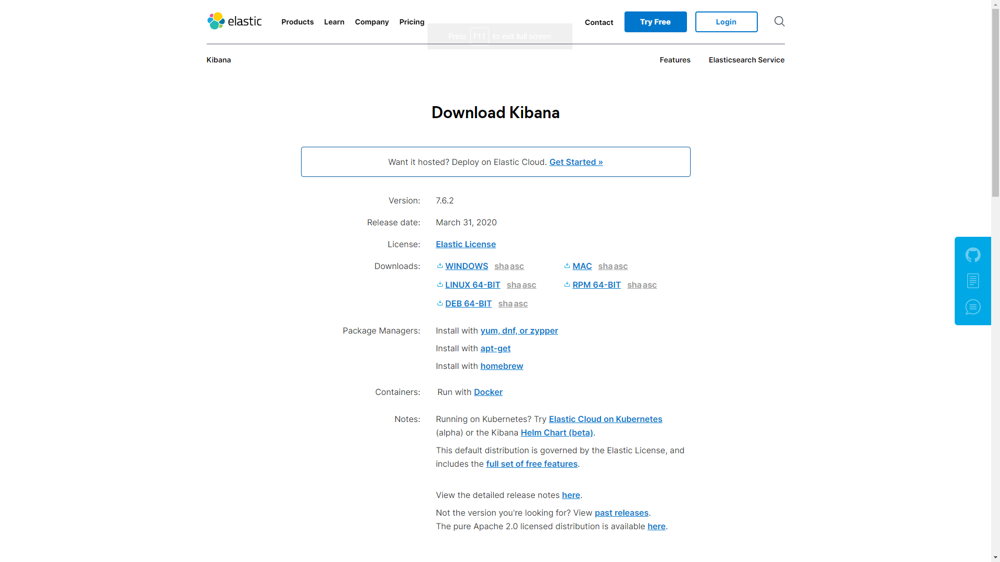 elastic
Products Learn Company Pricing
Contact Try Free Login
Press F11 to exit full screen
Kibana
Features Elasticsearch Service
Download Kibana
Want it hosted? Deploy on Elastic Cloud. Get Started »
Version: 7.6.2
Release date: March 31, 2020
License: Elastic License
Downloads: WINDOWS sha asc MAC sha asc
LINUX 64-BIT sha asc RPM 64-BIT sha asc
DEB 64-BIT sha asc
Package Managers: Install with yum, dnf, or zypper
Install with apt-get
Install with homebrew
Containers: Run with Docker
Notes: Running on Kubernetes? Try Elastic Cloud on Kubernetes
(alpha) or the Kibana Helm Chart (beta).
This default distribution is governed by the Elastic License, and
includes the full set of free features.
View the detailed release notes here.
Not the version you're looking for? View past releases.
The pure Apache 2.0 licensed distribution is available here.